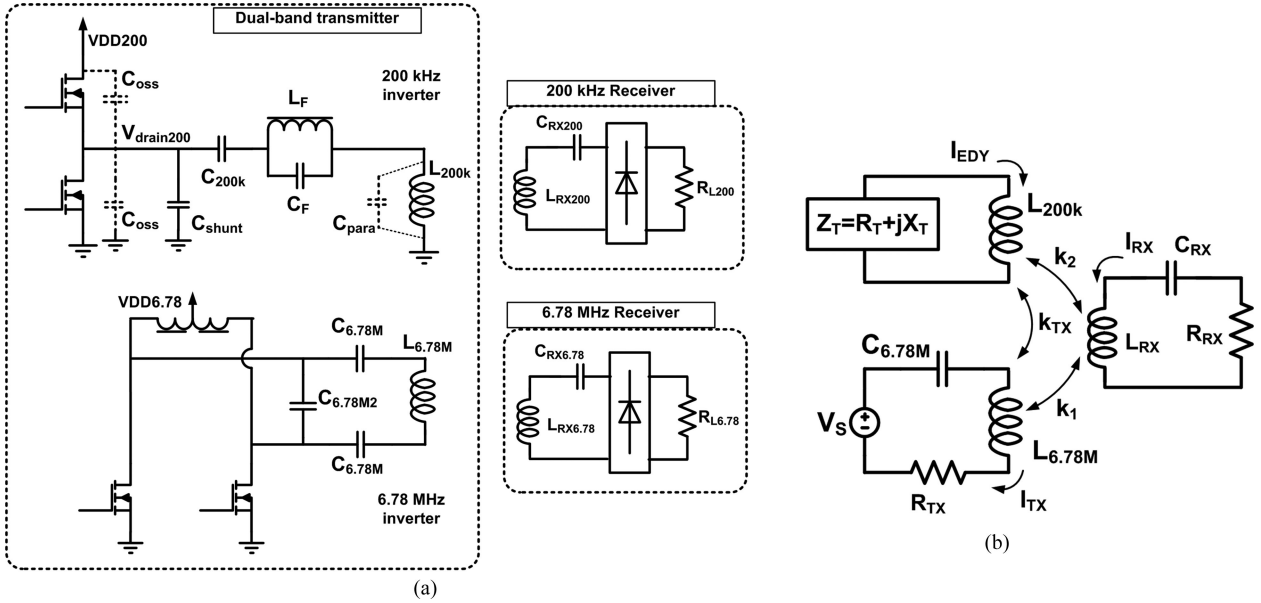 Dual-band transmitter
VDD200
Coss
200 kHz
inverter
LF
Vdrain200
C200k
CF
L200k
Coss
Cshunt
Cpara
200 kHz Receiver
CRX200
LRX200
RL200
VDD6.78
C6.78M
L6.78M
C6.78M2
C6.78M
6.78 MHz
inverter
6.78 MHz Receiver
CRX6.78
LRX6.78
RL6.78
(a)
IEDY
L200k
ZT=RT+jXT
k2
IRX
CRX
kTX
LRX
RRX
C6.78M
k1
VS
+
−
L6.78M
RTX
ITX
(b)